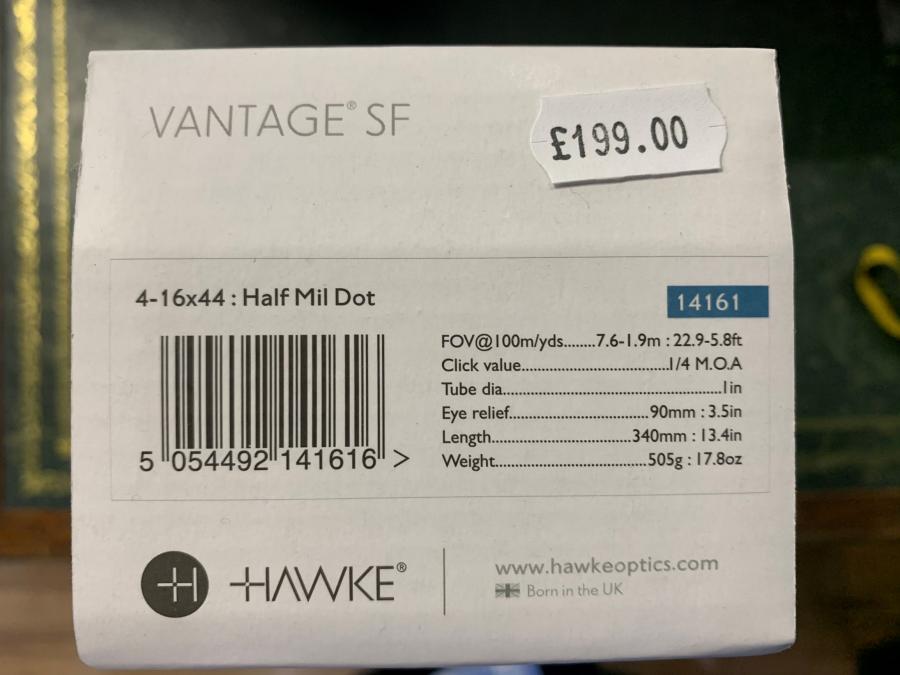 VANTAGE® SF
£199.00
4-16x44 : Half Mil Dot
14161
FOV@100m/yds........7.6-1.9m : 22.9-5.8ft
Click value................................1/4 M.O.A
Tube dia................................................1in
Eye relief..............................90mm : 3.5in
Length..............................340mm : 13.4in
Weight................................505g : 17.8oz
5 054492 141616 >
HAWKE®
www.hawkeoptics.com
Born in the UK